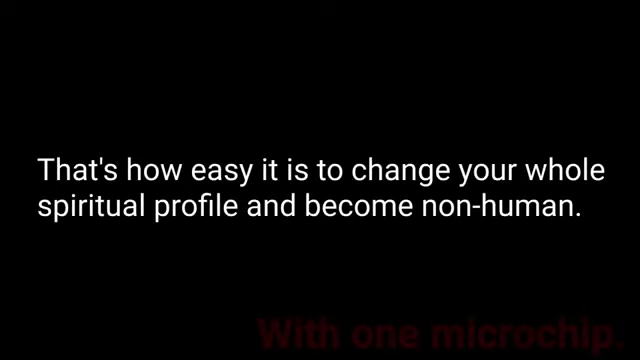 That's how easy it is to change your whole
spiritual profile and become non-human.
With one microchip.